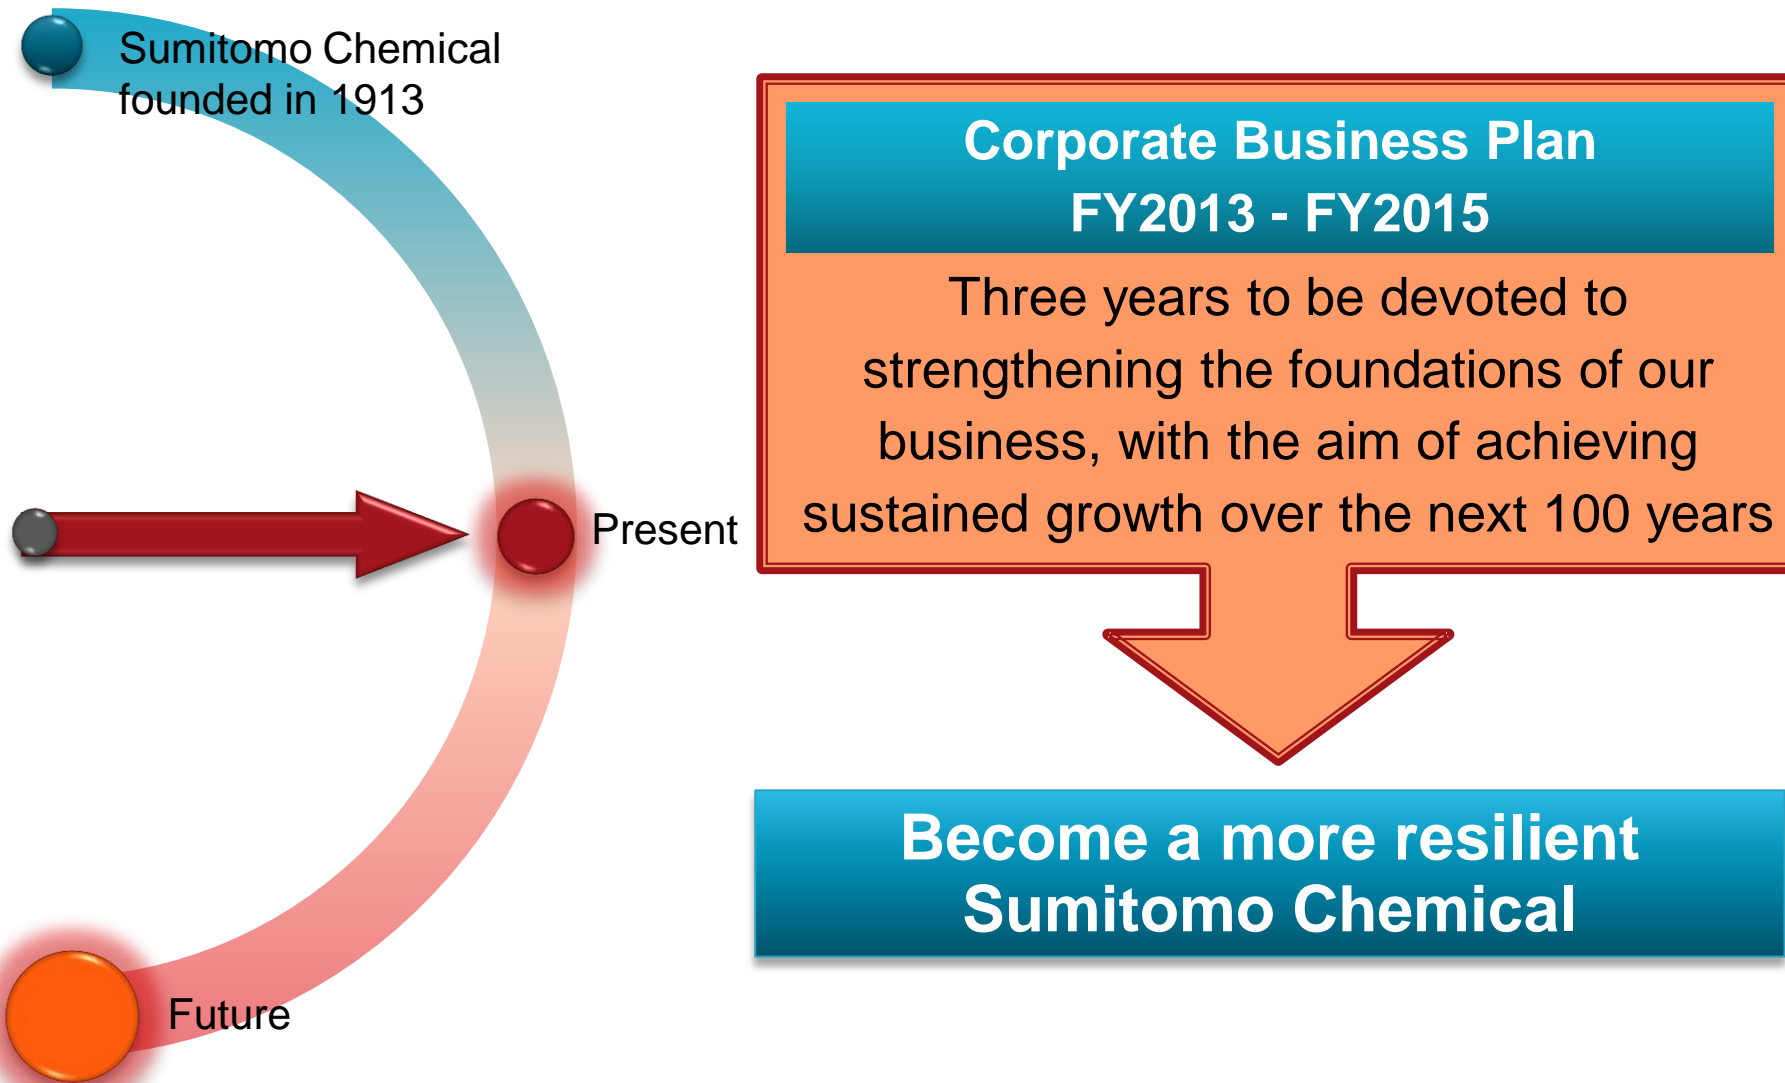 Sumitomo Chemical
founded in 1913
Present
Future
Corporate Business Plan
FY2013 - FY2015
Three years to be devoted to
strengthening the foundations of our
business, with the aim of achieving
sustained growth over the next 100 years
Become a more resilient
Sumitomo Chemical